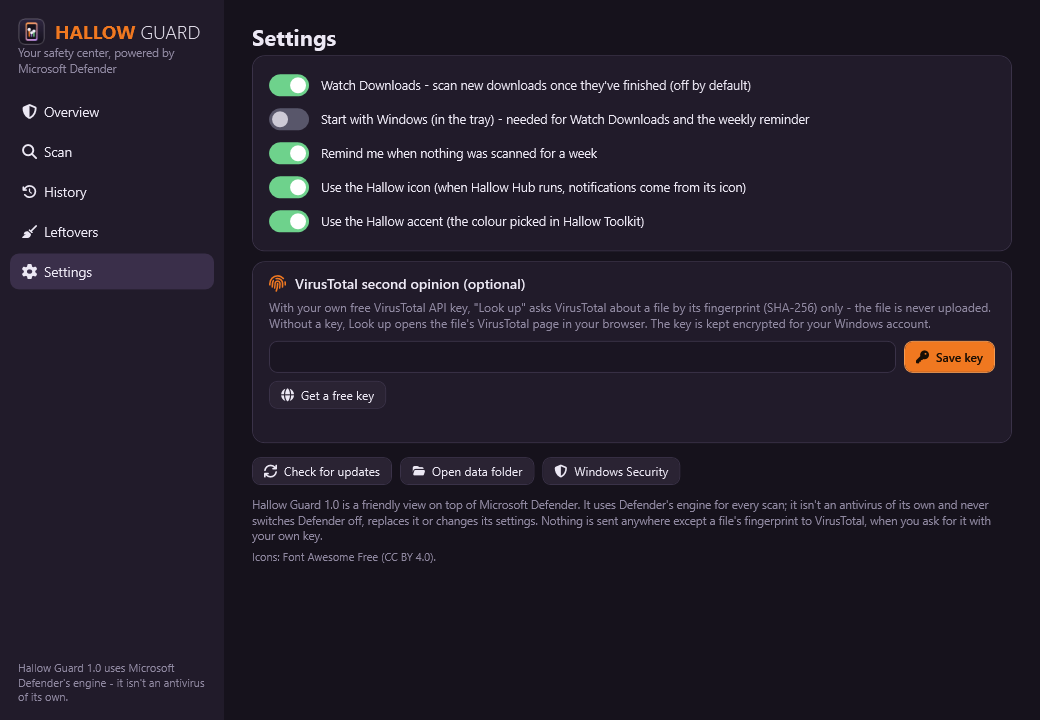 HALLOW GUARD
Your safety center, powered by
Microsoft Defender
Overview
Scan
History
Leftovers
Settings
Hallow Guard 1.0 uses Microsoft
Defender's engine - it isn't an antivirus
of its own.
Settings
Watch Downloads - scan new downloads once they've finished (off by default)
Start with Windows (in the tray) - needed for Watch Downloads and the weekly reminder
Remind me when nothing was scanned for a week
Use the Hallow icon (when Hallow Hub runs, notifications come from its icon)
Use the Hallow accent (the colour picked in Hallow Toolkit)
VirusTotal second opinion (optional)
With your own free VirusTotal API key, "Look up" asks VirusTotal about a file by its fingerprint (SHA-256) only - the file is never uploaded.
Without a key, Look up opens the file's VirusTotal page in your browser. The key is kept encrypted for your Windows account.
Save key
Get a free key
Check for updates
Open data folder
Windows Security
Hallow Guard 1.0 is a friendly view on top of Microsoft Defender. It uses Defender's engine for every scan; it isn't an antivirus of its own and never
switches Defender off, replaces it or changes its settings. Nothing is sent anywhere except a file's fingerprint to VirusTotal, when you ask for it with
your own key.
Icons: Font Awesome Free (CC BY 4.0).